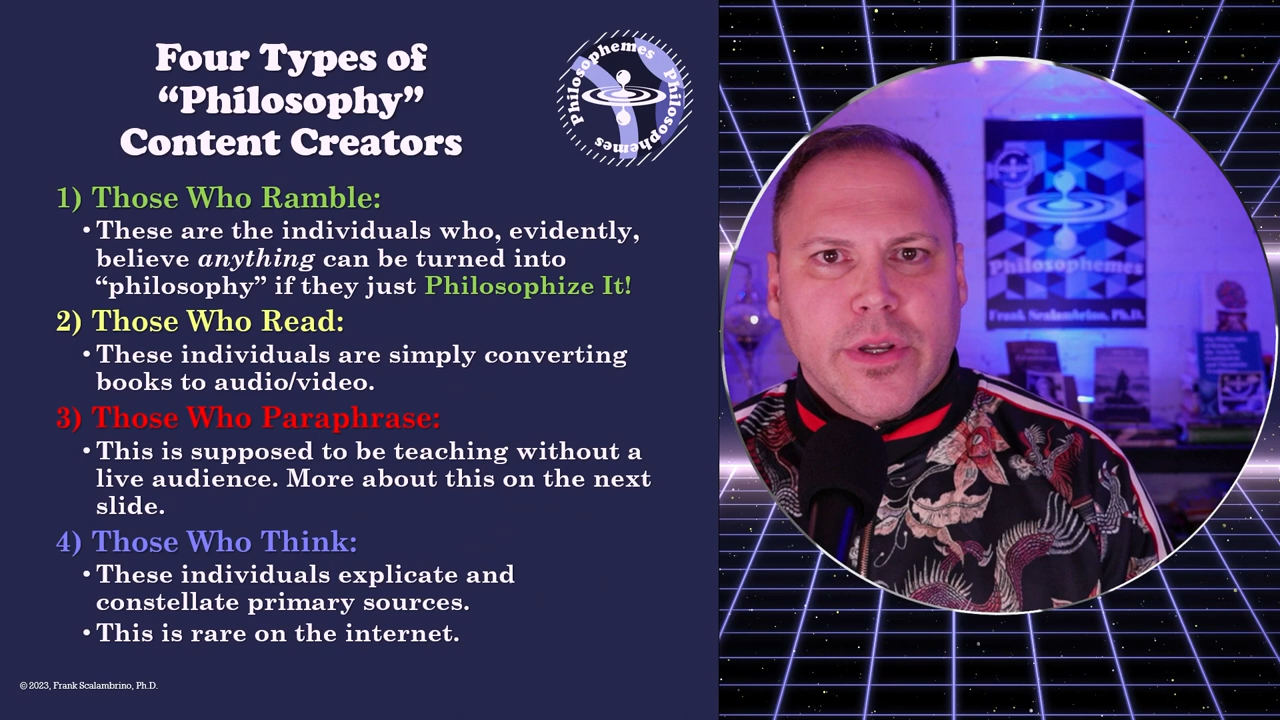 Four Types of
“Philosophy”
Content Creators
Philosophemes Philosophemes
1) Those Who Ramble:
• These are the individuals who, evidently,
believe anything can be turned into
“philosophy” if they just Philosophize It!
2) Those Who Read:
• These individuals are simply converting
books to audio/video.
3) Those Who Paraphrase:
• This is supposed to be teaching without a
live audience. More about this on the next
slide.
4) Those Who Think:
• These individuals explicate and
constellate primary sources.
• This is rare on the internet.
© 2023, Frank Scalambrino, Ph.D.
Philosophemes
Frank Scalambrino, Ph.D.